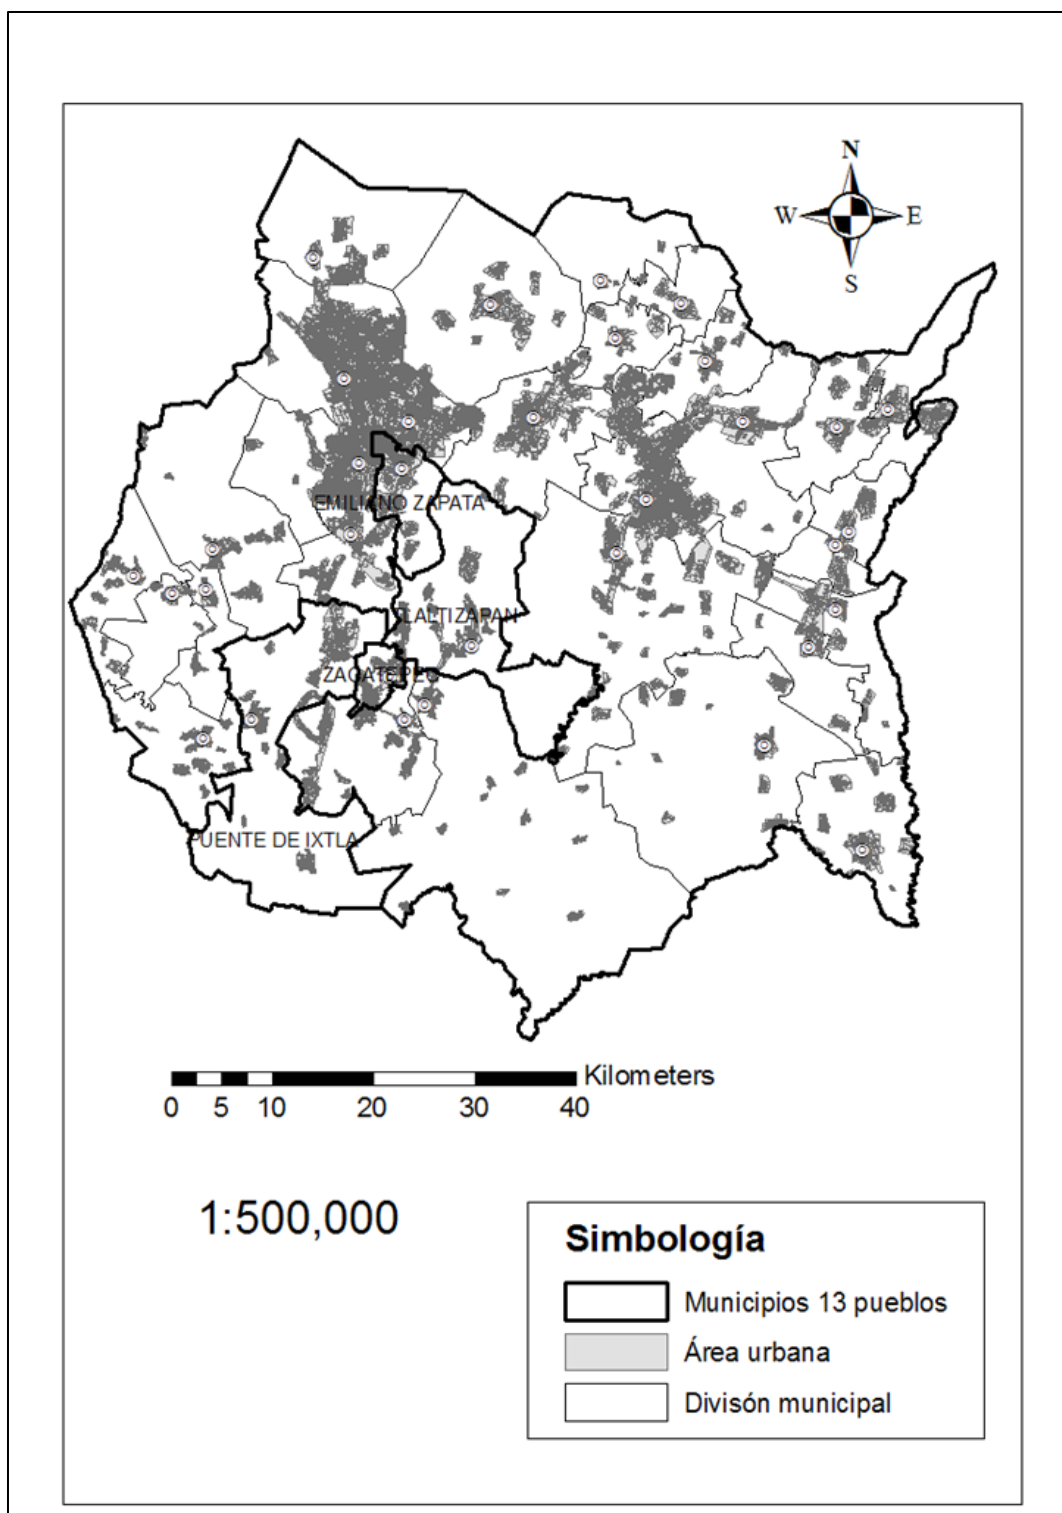 N
W E
S
EMILIANO ZAPATA
TLALTIZAPAN
ZACATEPEC
PUENTE DE IXTLA
Kilometers
0 5 10 20 30 40
1:500,000
Simbología
Municipios 13 pueblos
Área urbana
Divisón municipal